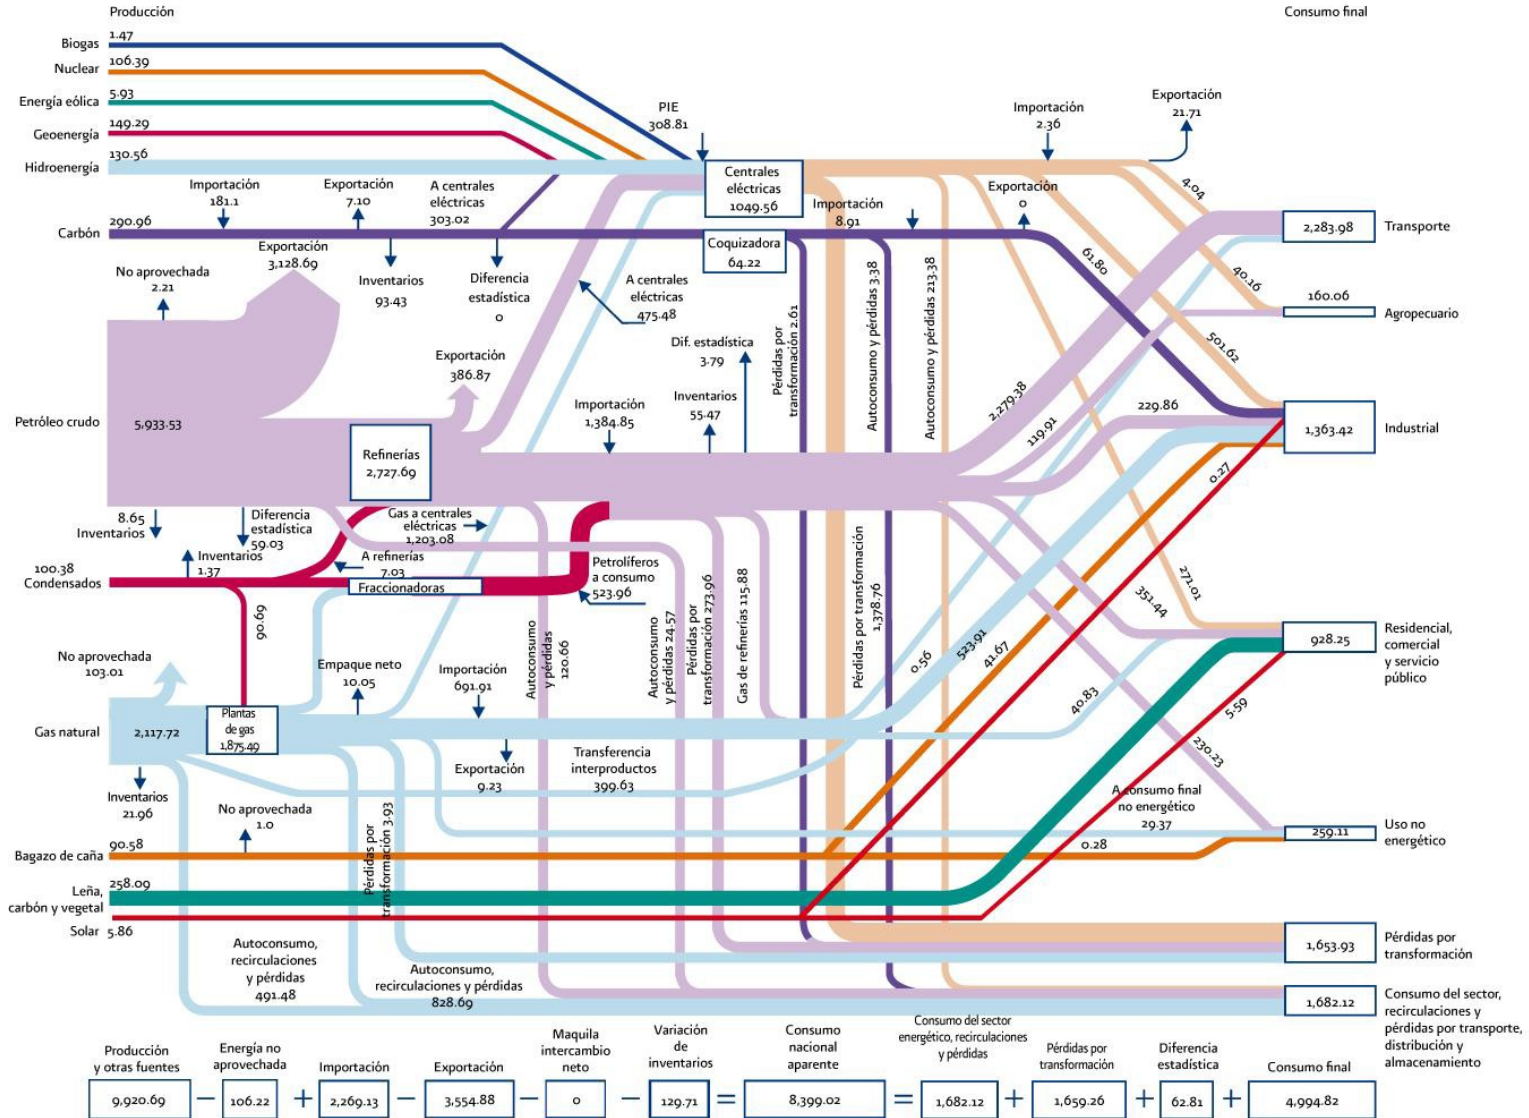 Producción
Consumo final
Biogas
1.47
Nuclear
106.39
Energía eólica
5.93
Geoenergía
149.29
Hidroenergía
130.56
PIE
308.81
Importación
2.36
Exportación
21.71
Centrales
eléctricas
1049.56
Importación
181.1
Exportación
7.10
A centrales
eléctricas
303.02
Importación
8.91
Exportación
0
4.04
Carbón
290.96
Coquizadora
64.22
2,283.98
Transporte
Inventarios
93.43
Diferencia
estadística
0
No aprovechada
2.21
Exportación
3,128.69
A centrales
eléctricas
475.48
61.80
40.16
160.06
Agropecuario
501.62
Pérdidas por
transformación 2.61
Autoconsumo y pérdidas 3.38
Autoconsumo y pérdidas 213.38
Dif. estadística
3.79
Exportación
386.87
Importación
1,384.85
Inventarios
55.47
2,279.38
119.91
229.86
Petróleo crudo
5,933.53
Refinerías
2,727.69
1,363.42
Industrial
0.27
8.65
Inventarios
Diferencia
estadística
59.03
Gas a centrales
eléctricas
1,203.08
Inventarios
1.37
A refinerías
7.03
100.38
Condensados
Fraccionadoras
Petrolíferos
a consumo
523.96
90.69
Autoconsumo
y pérdidas
120.66
Autoconsumo
y pérdidas 24.57
Pérdidas por
transformación 273.96
Gas de refinerías 115.88
Pérdidas por transformación
1,378.76
271.01
351.44
0.56
523.91
41.67
928.25
Residencial,
comercial
y servicio
público
No aprovechada
103.01
Empaque neto
10.05
Importación
691.91
40.83
5.59
Gas natural
2,117.72
Plantas
de gas
1,875.49
230.23
Exportación
9.23
Transferencia
interproductos
399.63
Inventarios
21.96
No aprovechada
1.0
Pérdidas por
transformación 3.93
A consumo final
no energético
29.37
0.28
259.11
Uso no
energético
Bagazo de caña
90.58
Leña,
carbón y vegetal
258.09
Solar
5.86
Autoconsumo,
recirculaciones
y pérdidas
491.48
Autoconsumo,
recirculaciones y pérdidas
828.69
1,653.93
Pérdidas por
transformación
1,682.12
Consumo del sector,
recirculaciones y
pérdidas por transporte,
distribución y
almacenamiento
Producción
y otras fuentes
9,920.69
−
Energía no
aprovechada
106.22
+
Importación
2,269.13
−
Exportación
3,554.88
−
Maquila
intercambio
neto
0
−
Variación
de
inventarios
129.71
=
Consumo
nacional
aparente
8,399.02
=
Consumo del sector
energético, recirculaciones
y pérdidas
1,682.12
+
Pérdidas por
transformación
1,659.26
+
Diferencia
estadística
62.81
+
Consumo final
4,994.82